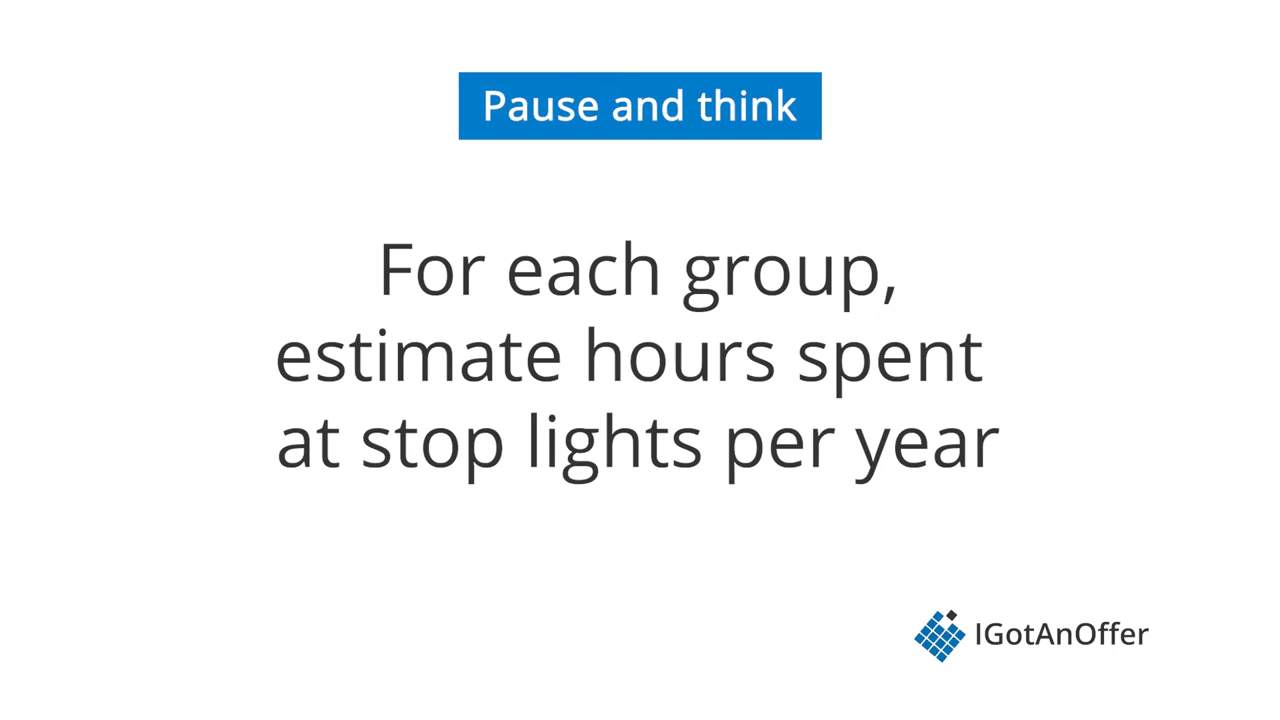 Pause and think
For each group,
estimate hours spent
at stop lights per year
IGotAnOffer